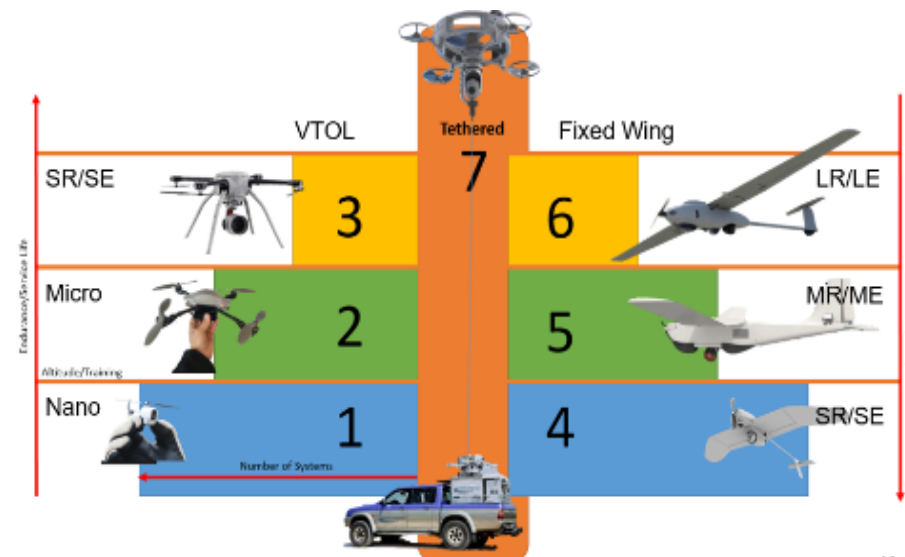 VTOL
Tethered
Fixed Wing
7
SR/SE
3
6
LR/LE
Micro
2
5
MR/ME
Altitude/Training
Nano
1
4
SR/SE
Number of Systems
Endurance/Service Life